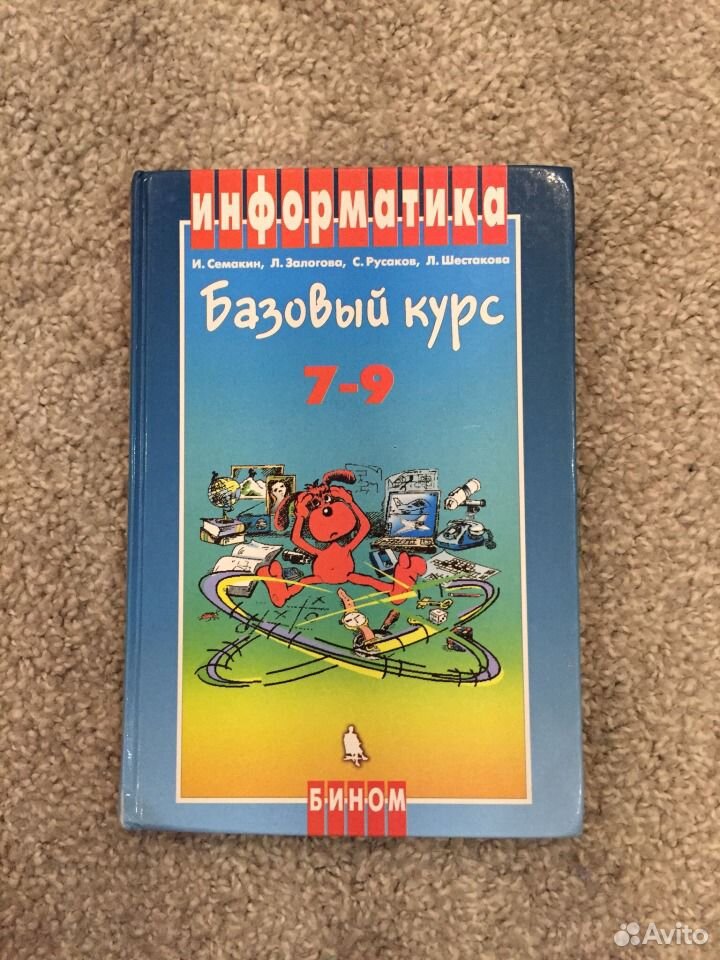 информатика
И. Семакин, Л. Залогова, С. Русаков, Л. Шестакова
Базовый курс
7-9
БИНОМ
Avito